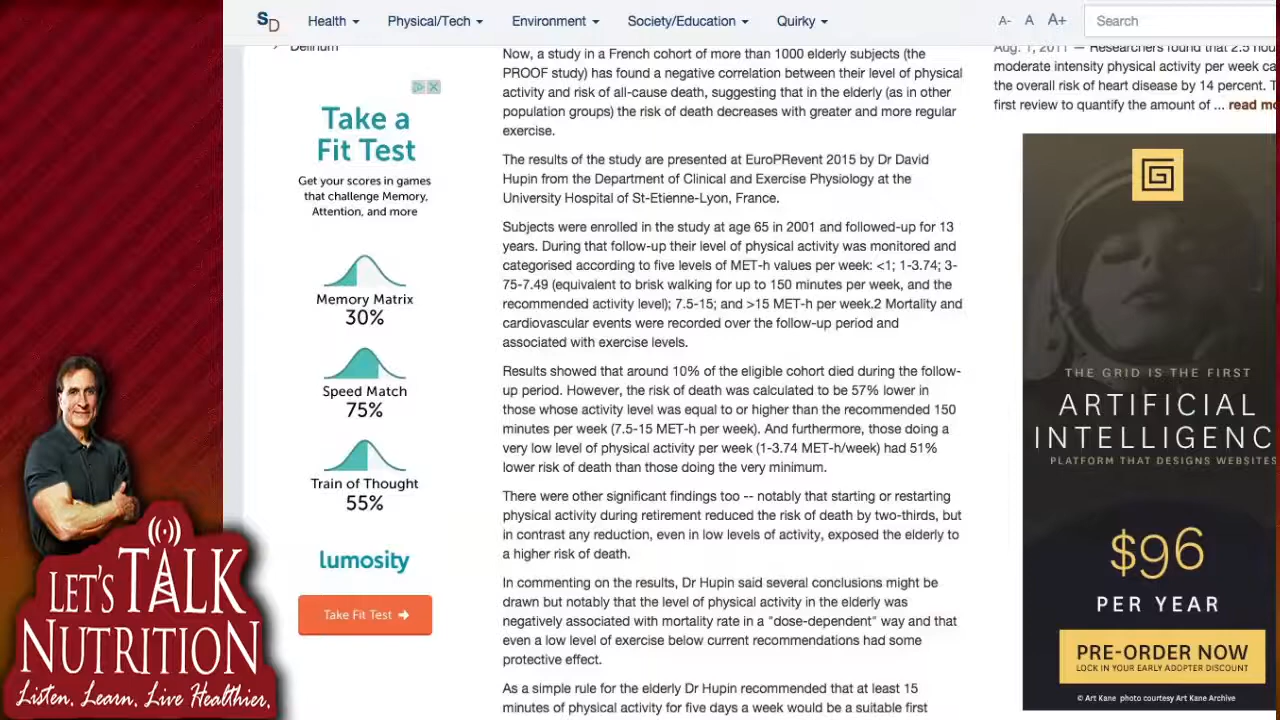 SD
Health
Physical/Tech
Environment
Society/Education
Quirky
A-
A
A+
Search
Delirium
Take a
Fit Test
Get your scores in games
that challenge Memory,
Attention, and more
Memory Matrix
30%
Speed Match
75%
Train of Thought
55%
lumosity
Take Fit Test
Now, a study in a French cohort of more than 1000 elderly subjects (the
PROOF study) has found a negative correlation between their level of physical
activity and risk of all-cause death, suggesting that in the elderly (as in other
population groups) the risk of death decreases with greater and more regular
exercise.
The results of the study are presented at EuroPRevent 2015 by Dr David
Hupin from the Department of Clinical and Exercise Physiology at the
University Hospital of St-Etienne-Lyon, France.
Subjects were enrolled in the study at age 65 in 2001 and followed-up for 13
years. During that follow-up their level of physical activity was monitored and
categorised according to five levels of MET-h values per week: <1; 1-3.74; 3-
75-7.49 (equivalent to brisk walking for up to 150 minutes per week, and the
recommended activity level); 7.5-15; and >15 MET-h per week.2 Mortality and
cardiovascular events were recorded over the follow-up period and
associated with exercise levels.
Results showed that around 10% of the eligible cohort died during the follow-
up period. However, the risk of death was calculated to be 57% lower in
those whose activity level was equal to or higher than the recommended 150
minutes per week (7.5-15 MET-h per week). And furthermore, those doing a
very low level of physical activity per week (1-3.74 MET-h/week) had 51%
lower risk of death than those doing the very minimum.
There were other significant findings too -- notably that starting or restarting
physical activity during retirement reduced the risk of death by two-thirds, but
in contrast any reduction, even in low levels of activity, exposed the elderly to
a higher risk of death.
In commenting on the results, Dr Hupin said several conclusions might be
drawn but notably that the level of physical activity in the elderly was
negatively associated with mortality rate in a "dose-dependent" way and that
even a low level of exercise below current recommendations had some
protective effect.
As a simple rule for the elderly Dr Hupin recommended that at least 15
minutes of physical activity for five days a week would be a suitable first
Aug. 1, 2011 — Researchers found that 2.5 hou
moderate intensity physical activity per week ca
the overall risk of heart disease by 14 percent. T
first review to quantify the amount of ... read mo
THE GRID IS THE FIRST
ARTIFICIAL
INTELLIGENC
PLATFORM THAT DESIGNS WEBSITES
$96
PER YEAR
PRE-ORDER NOW
LOCK IN YOUR EARLY ADOPTER DISCOUNT
© Art Kane photo courtesy Art Kane Archive
LET'S TALK
NUTRITION
Listen. Learn. Live Healthier.